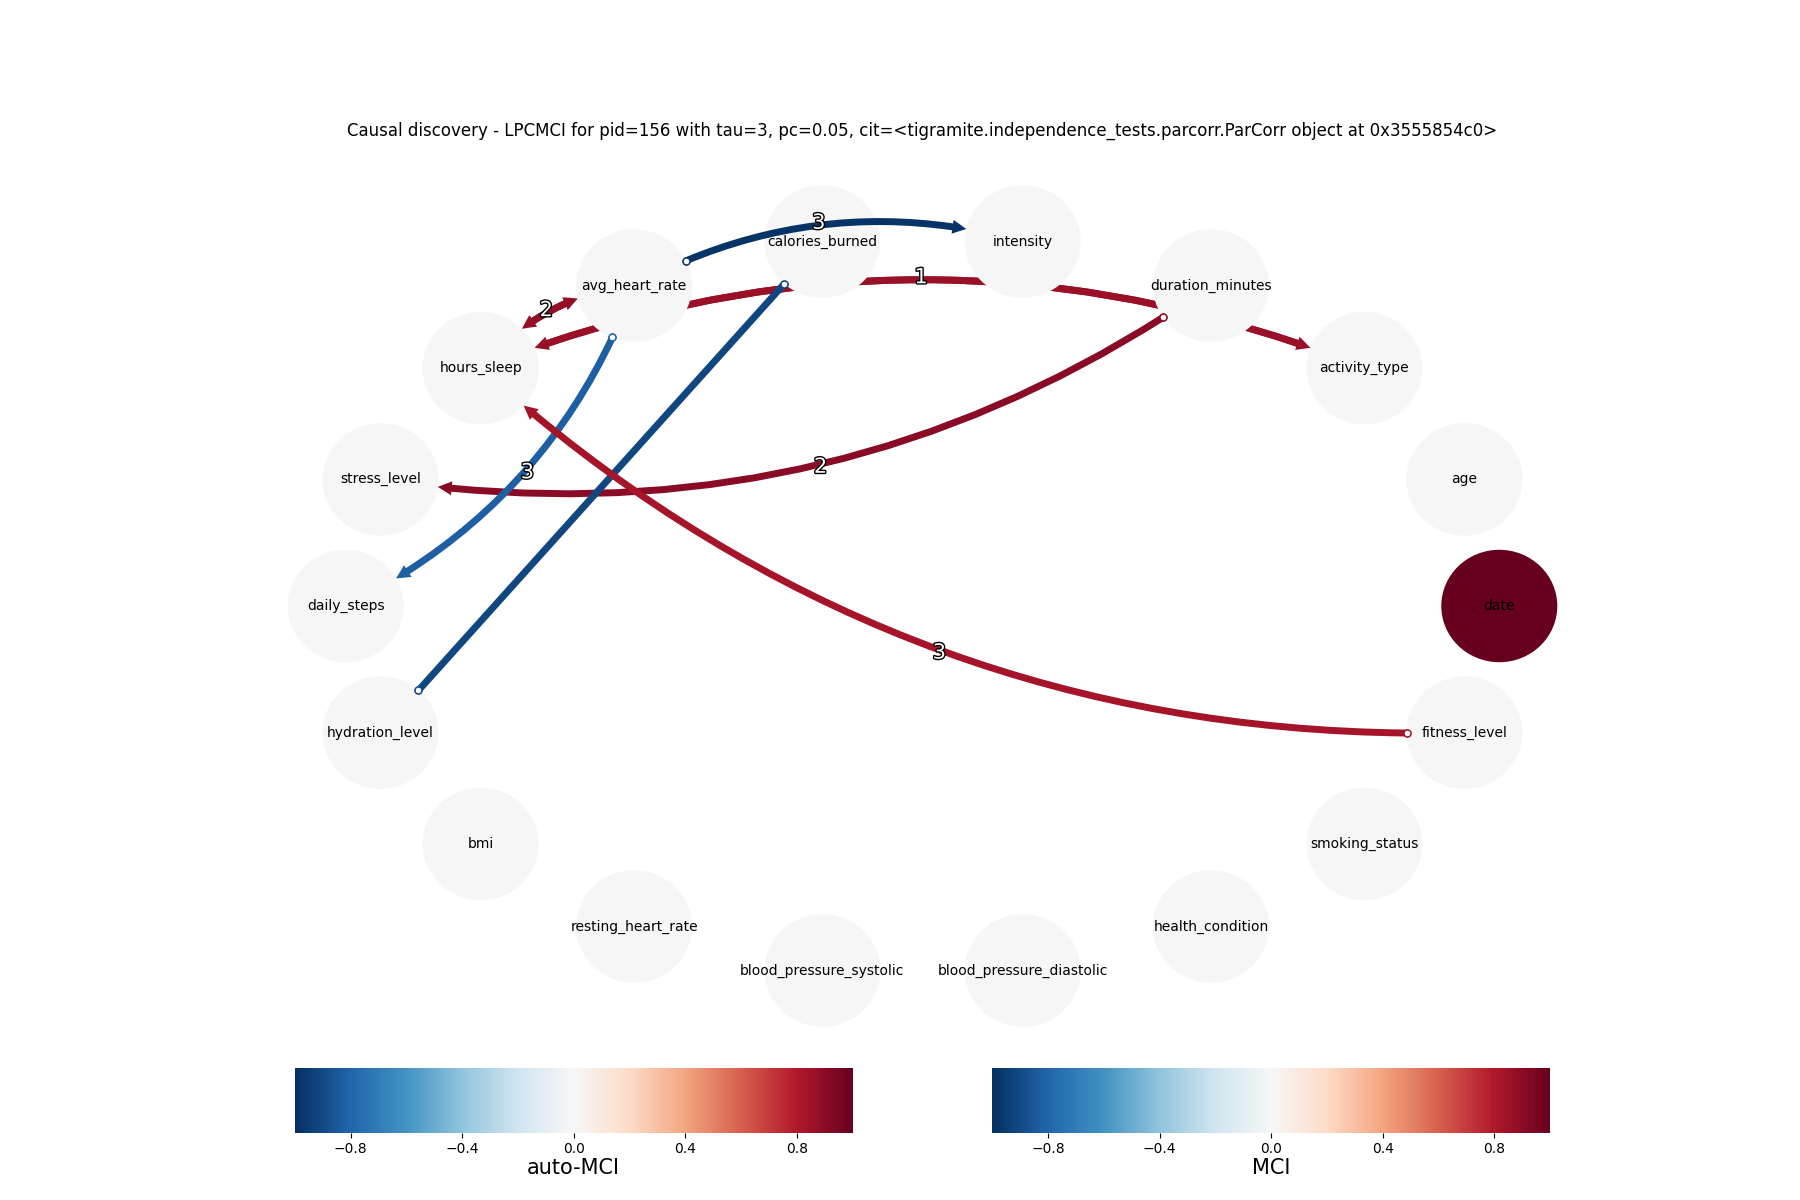 Causal discovery - LPCMCI for pid=156 with tau=3, pc=0.05, cit=<tigramite.independence_tests.parcorr.ParCorr object at 0x3555854c0>
3
calories_burned
intensity
1
avg_heart_rate
duration_minutes
2
hours_sleep
activity_type
2
3
stress_level
age
daily_steps
date
3
hydration_level
fitness_level
bmi
smoking_status
resting_heart_rate
health_condition
blood_pressure_systolic
blood_pressure_diastolic
−0.8 −0.4 0.0 0.4 0.8
auto-MCI
−0.8 −0.4 0.0 0.4 0.8
MCI